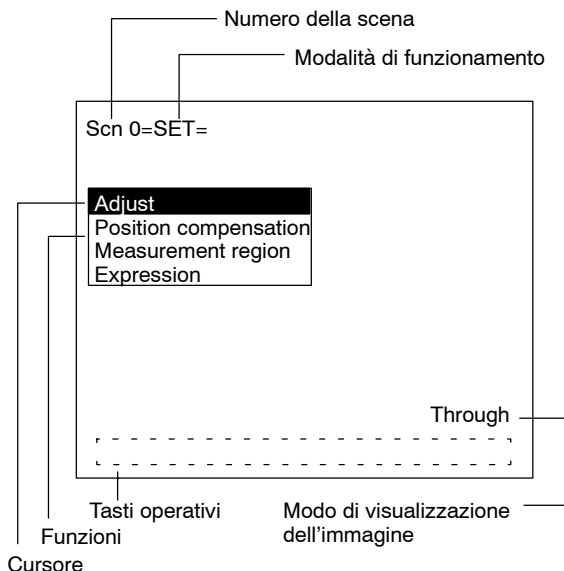 Numero della scena
Modalità di funzionamento
Scn 0=SET=
Adjust
Position compensation
Measurement region
Expression
Through
Tasti operativi
Modo di visualizzazione
dell'immagine
Funzioni
Cursore